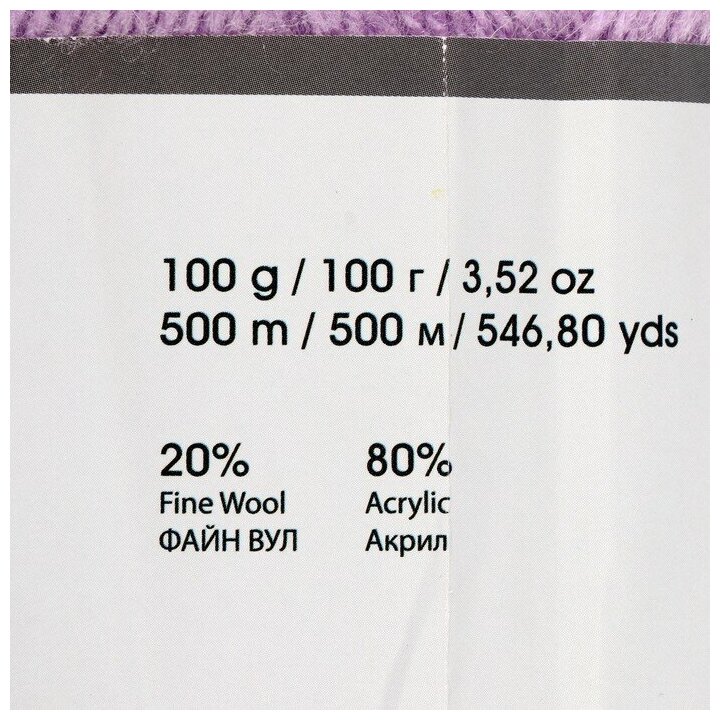 100 g / 100 г / 3,52 oz
500 m / 500 м / 546,80 yds
20% 80%
Fine Wool Acrylic
ФАЙН ВУЛ Акрил